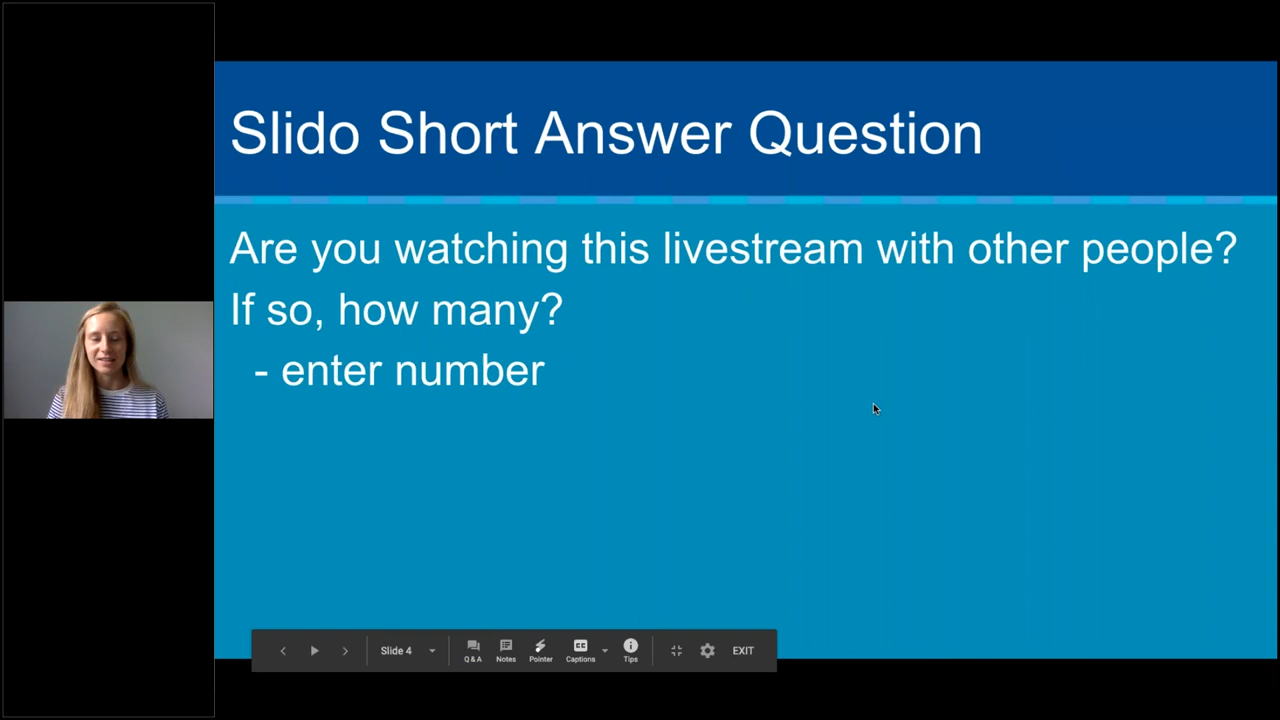 Slido Short Answer Question
Are you watching this livestream with other people?
If so, how many?
- enter number
Slide 4
Q&A
Notes
Pointer
CC
Captions
Tips
EXIT